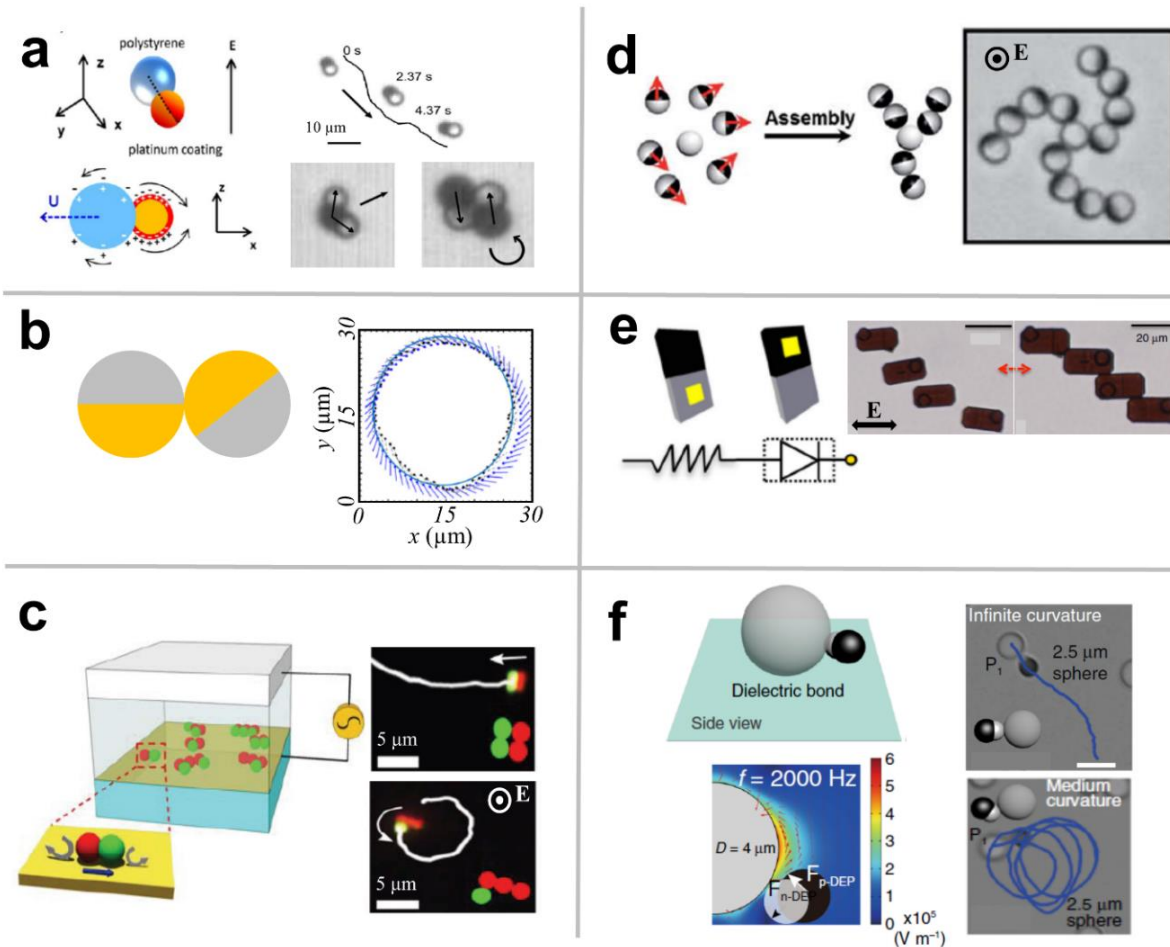 a
polystyrene
z
E
y
x
platinum coating
U
z
x
0 s
2.37 s
4.37 s
10 µm
b
30
y (µm)
15
0
0
15
30
x (µm)
c
5 µm
E
5 µm
d
Assembly
E
e
E
20 µm
f
Dielectric bond
Side view
f = 2000 Hz
D = 4 µm
F p-DEP
F n-DEP
6
5
4
3
2
1
0
x10⁵
(V m⁻¹)
Infinite curvature
P₁
2.5 µm
sphere
Medium
curvature
P₁
2.5 µm
sphere